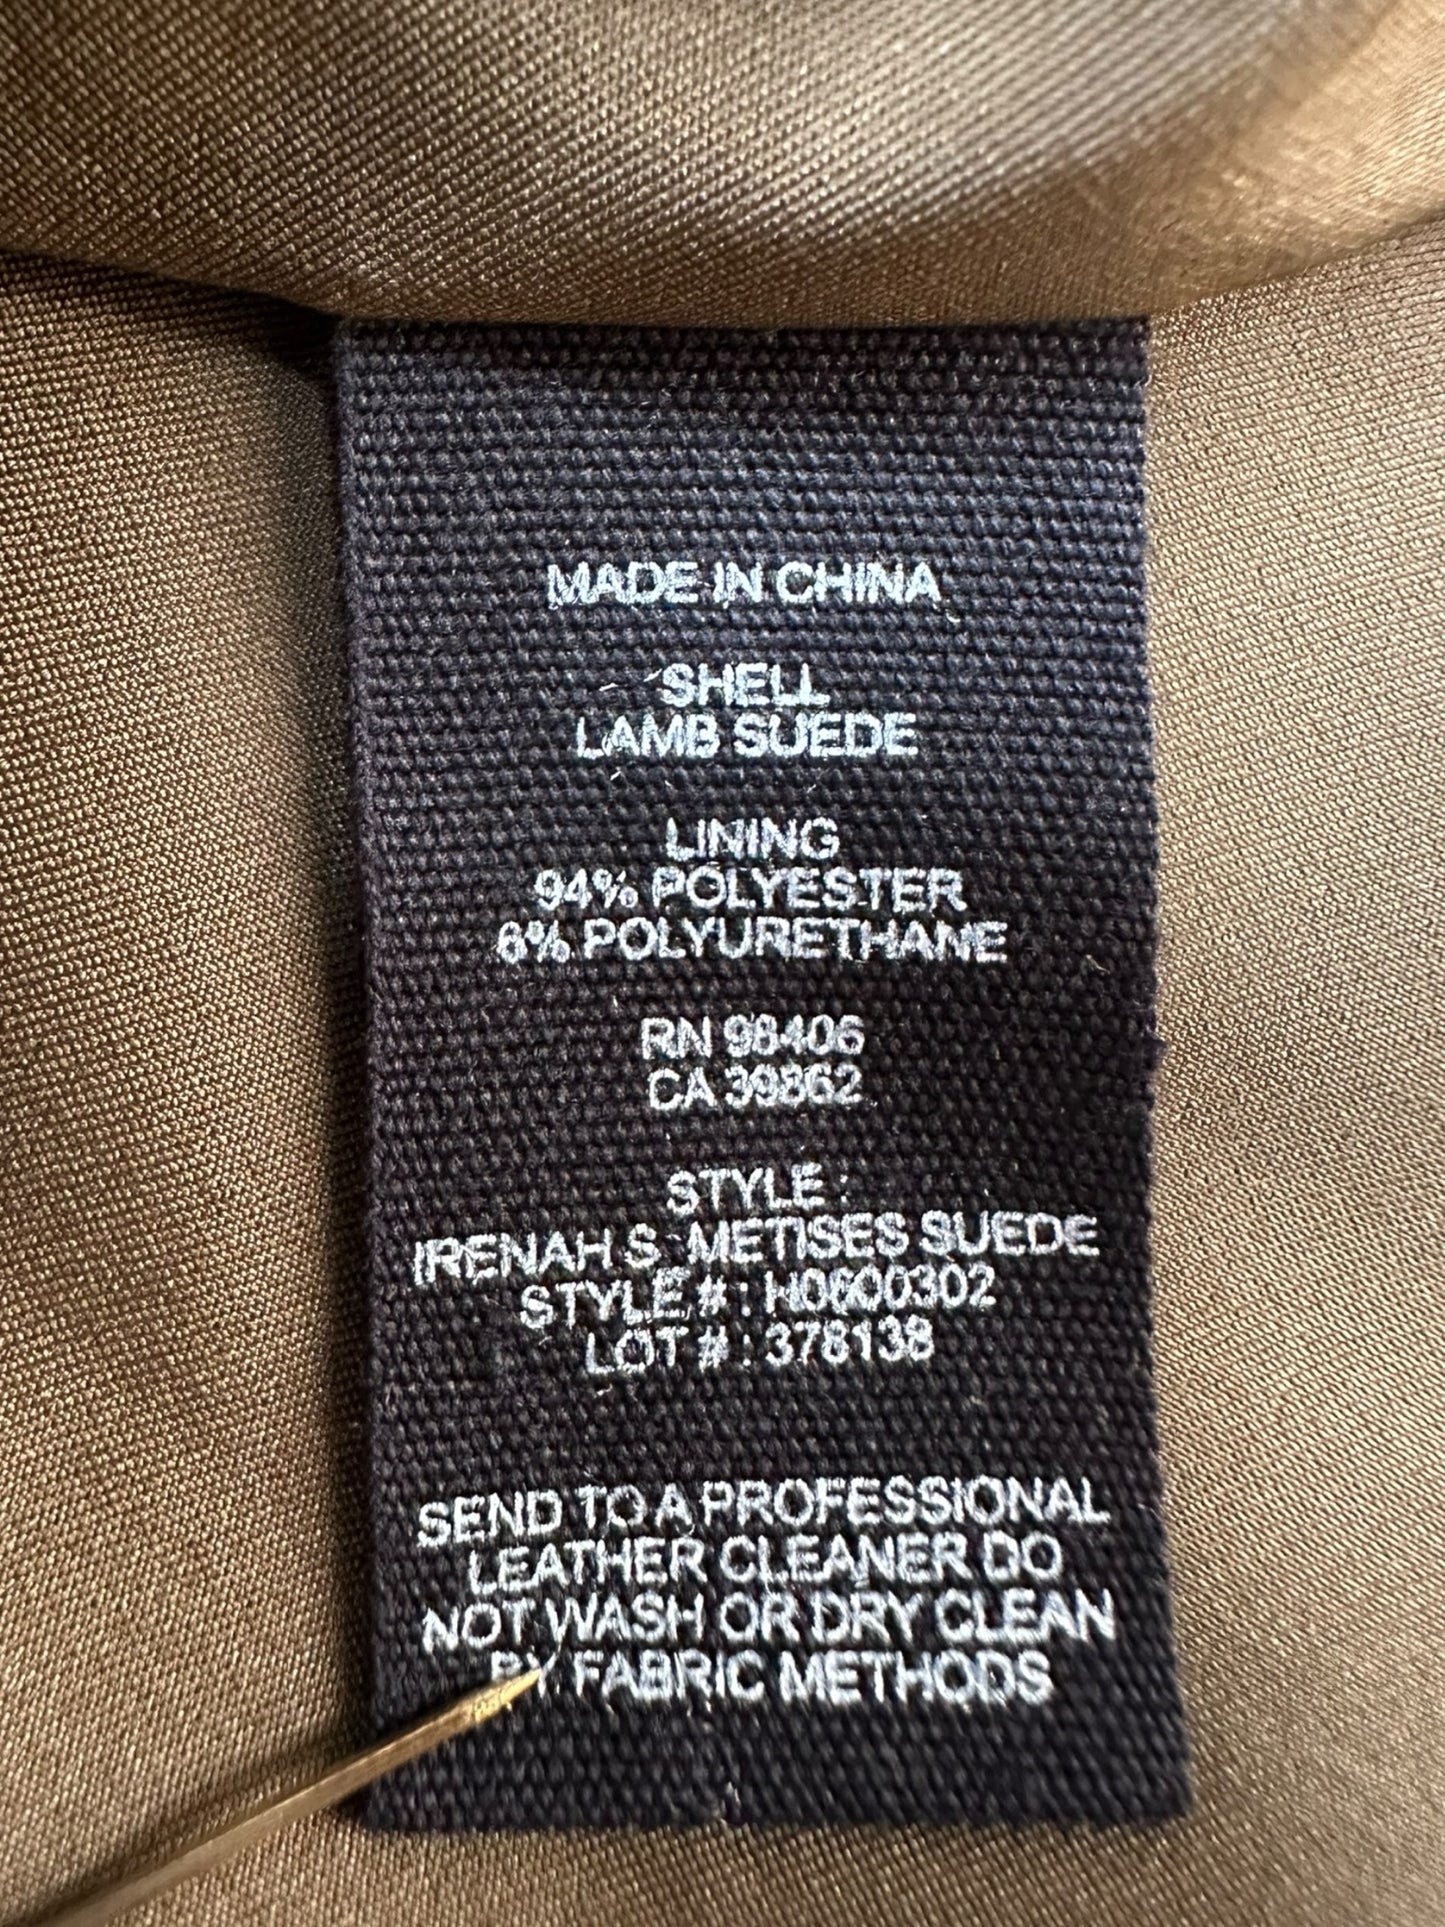 MADE IN CHINA
SHELL
LAMB SUEDE
LINING
94% POLYESTER
6% POLYURETHANE
RN 98406
CA 39862
STYLE :
IRENAH S METISES SUEDE
STYLE # : H0600302
LOT # : 378138
SEND TO A PROFESSIONAL
LEATHER CLEANER DO
NOT WASH OR DRY CLEAN
BY FABRIC METHODS